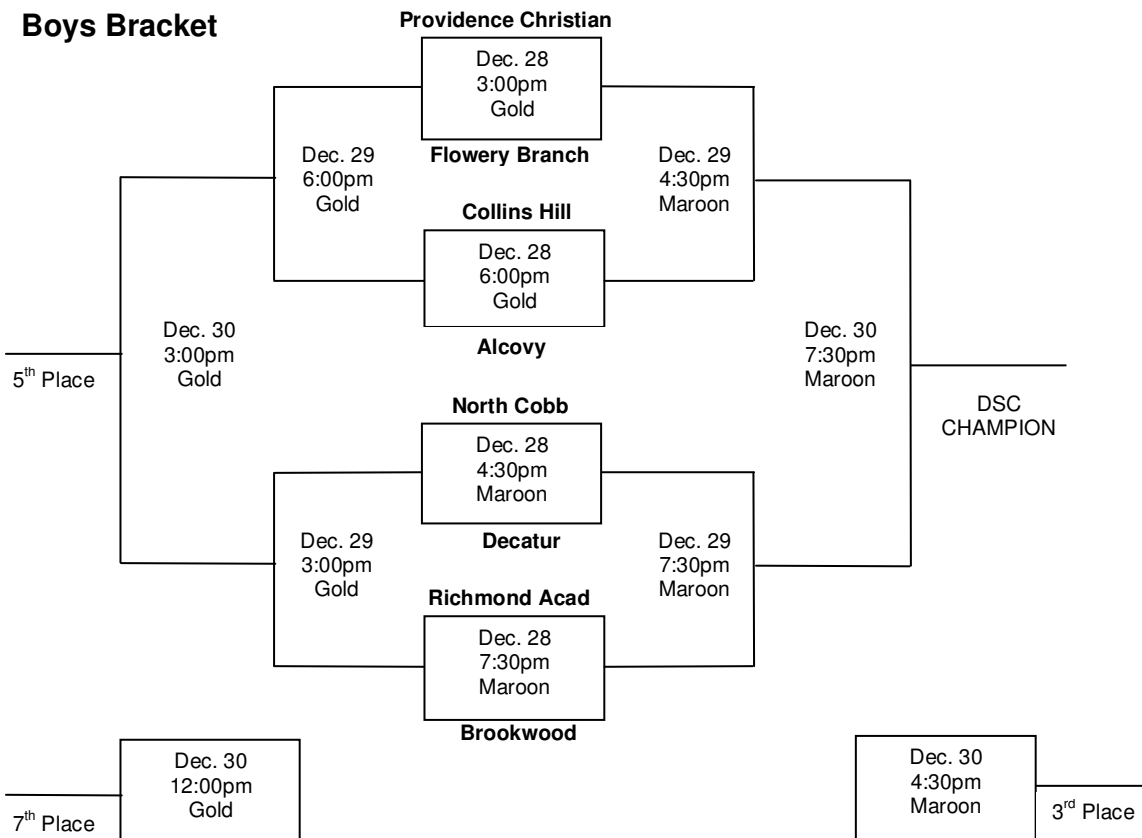 Boys Bracket
Providence Christian
Dec. 28
3:00pm
Gold
Flowery Branch
Dec. 29
6:00pm
Gold
Dec. 29
4:30pm
Maroon
Collins Hill
Dec. 28
6:00pm
Gold
Alcovy
Dec. 30
3:00pm
Gold
5th Place
Dec. 30
7:30pm
Maroon
DSC
CHAMPION
North Cobb
Dec. 28
4:30pm
Maroon
Decatur
Dec. 29
3:00pm
Gold
Dec. 29
7:30pm
Maroon
Richmond Acad
Dec. 28
7:30pm
Maroon
Brookwood
Dec. 30
12:00pm
Gold
7th Place
Dec. 30
4:30pm
Maroon
3rd Place